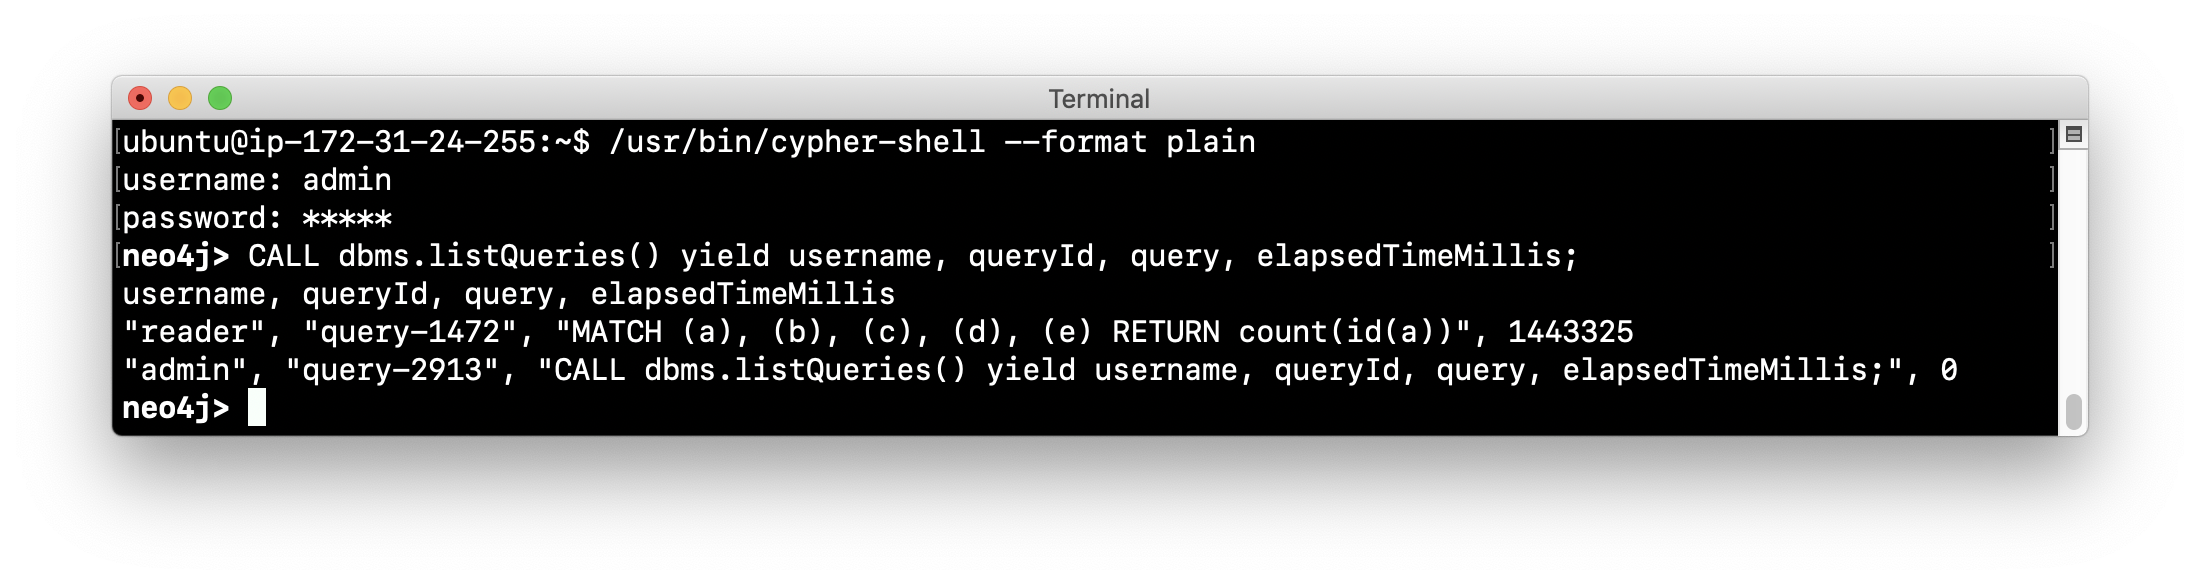 Terminal
ubuntu@ip-172-31-24-255:~$ /usr/bin/cypher-shell --format plain
username: admin
password: *****
neo4j> CALL dbms.listQueries() yield username, queryId, query, elapsedTimeMillis;
username, queryId, query, elapsedTimeMillis
"reader", "query-1472", "MATCH (a), (b), (c), (d), (e) RETURN count(id(a))", 1443325
"admin", "query-2913", "CALL dbms.listQueries() yield username, queryId, query, elapsedTimeMillis;", 0
neo4j>